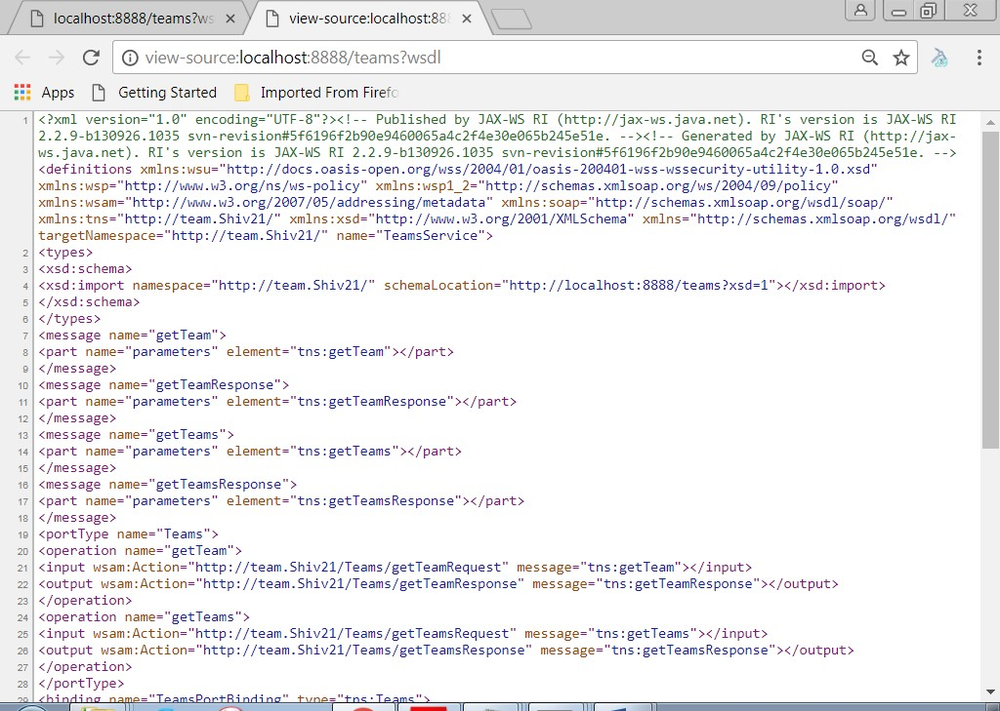 localhost:8888/teams?ws
view-source:localhost:88
view-source:localhost:8888/teams?wsdl
Apps
Getting Started
Imported From Firefo
1 <?xml version="1.0" encoding="UTF-8"?><!-- Published by JAX-WS RI (http://jax-ws.java.net). RI's version is JAX-WS RI
2.2.9-b130926.1035 svn-revision#5f6196f2b90e9460065a4c2f4e30e065b245e51e. --><!-- Generated by JAX-WS RI (http://jax-
ws.java.net). RI's version is JAX-WS RI 2.2.9-b130926.1035 svn-revision#5f6196f2b90e9460065a4c2f4e30e065b245e51e. -->
<definitions xmlns:wsu="http://docs.oasis-open.org/wss/2004/01/oasis-200401-wss-wssecurity-utility-1.0.xsd"
xmlns:wsp="http://www.w3.org/ns/ws-policy" xmlns:wsp1_2="http://schemas.xmlsoap.org/ws/2004/09/policy"
xmlns:wsam="http://www.w3.org/2007/05/addressing/metadata" xmlns:soap="http://schemas.xmlsoap.org/wsdl/soap/"
xmlns:tns="http://team.Shiv21/" xmlns:xsd="http://www.w3.org/2001/XMLSchema" xmlns="http://schemas.xmlsoap.org/wsdl/"
targetNamespace="http://team.Shiv21/" name="TeamsService">
2 <types>
3 <xsd:schema>
4 <xsd:import namespace="http://team.Shiv21/" schemaLocation="http://localhost:8888/teams?xsd=1"></xsd:import>
5 </xsd:schema>
6 </types>
7 <message name="getTeam">
8 <part name="parameters" element="tns:getTeam"></part>
9 </message>
10 <message name="getTeamResponse">
11 <part name="parameters" element="tns:getTeamResponse"></part>
12 </message>
13 <message name="getTeams">
14 <part name="parameters" element="tns:getTeams"></part>
15 </message>
16 <message name="getTeamsResponse">
17 <part name="parameters" element="tns:getTeamsResponse"></part>
18 </message>
19 <portType name="Teams">
20 <operation name="getTeam">
21 <input wsam:Action="http://team.Shiv21/Teams/getTeamRequest" message="tns:getTeam"></input>
22 <output wsam:Action="http://team.Shiv21/Teams/getTeamResponse" message="tns:getTeamResponse"></output>
23 </operation>
24 <operation name="getTeams">
25 <input wsam:Action="http://team.Shiv21/Teams/getTeamsRequest" message="tns:getTeams"></input>
26 <output wsam:Action="http://team.Shiv21/Teams/getTeamsResponse" message="tns:getTeamsResponse"></output>
27 </operation>
28 </portType>
29 <binding name="TeamsPortBinding" type="tns:Teams">